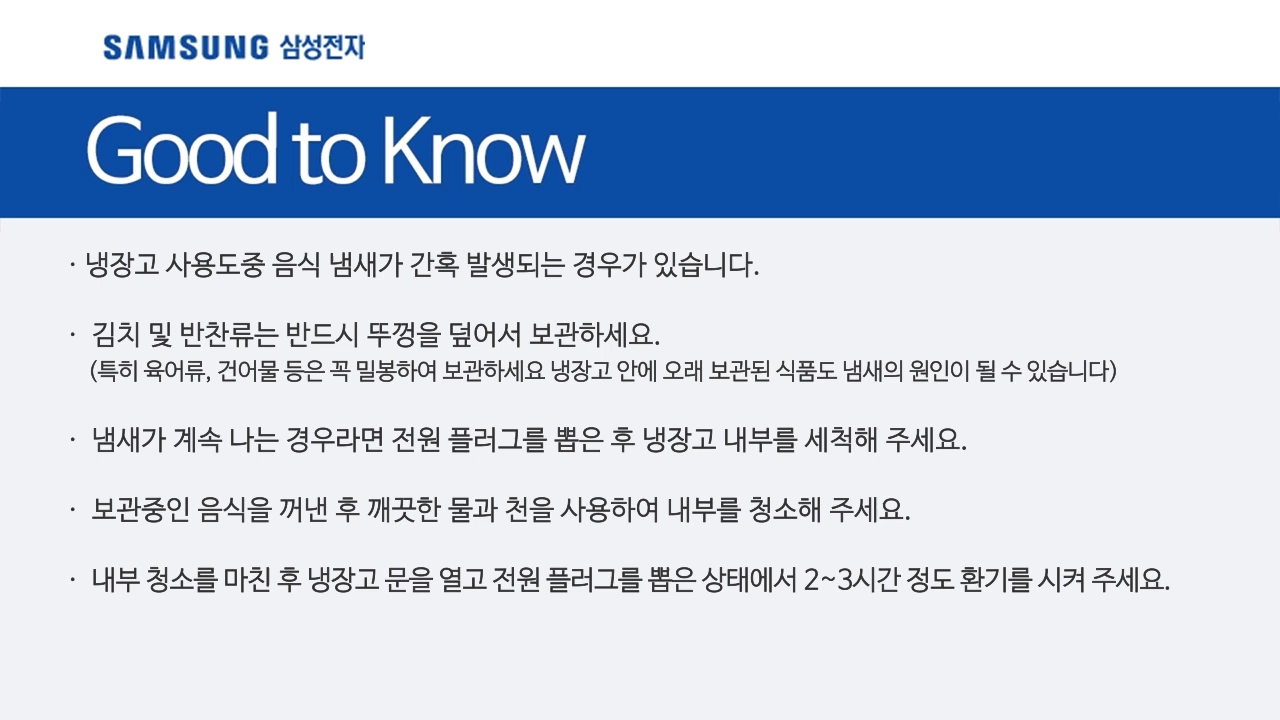 SAMSUNG 삼성전자
Good to Know
· 냉장고 사용도중 음식 냄새가 간혹 발생되는 경우가 있습니다.
· 김치 및 반찬류는 반드시 뚜껑을 덮어서 보관하세요.
(특히 육어류, 건어물 등은 꼭 밀봉하여 보관하세요 냉장고 안에 오래 보관된 식품도 냄새의 원인이 될 수 있습니다)
· 냄새가 계속 나는 경우라면 전원 플러그를 뽑은 후 냉장고 내부를 세척해 주세요.
· 보관중인 음식을 꺼낸 후 깨끗한 물과 천을 사용하여 내부를 청소해 주세요.
· 내부 청소를 마친 후 냉장고 문을 열고 전원 플러그를 뽑은 상태에서 2~3시간 정도 환기를 시켜 주세요.